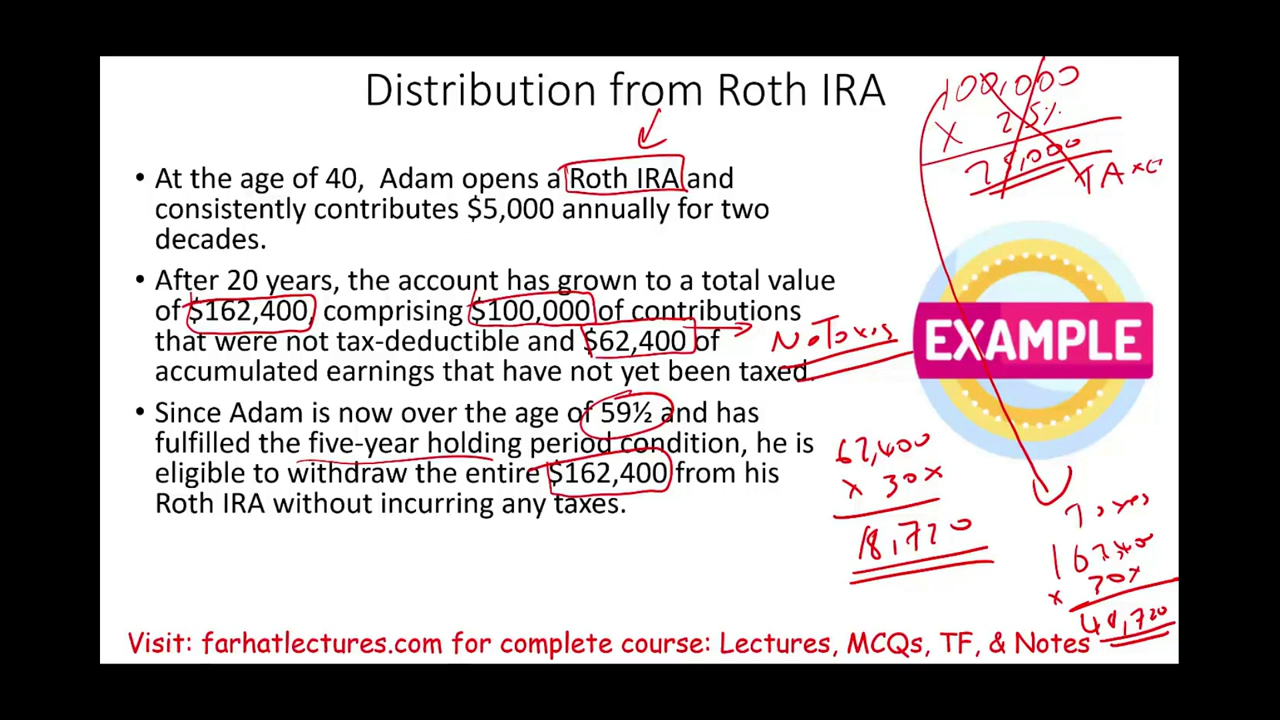 Distribution from Roth IRA
• At the age of 40, Adam opens a Roth IRA and
consistently contributes $5,000 annually for two
decades.
• After 20 years, the account has grown to a total value
of $162,400, comprising $100,000 of contributions
that were not tax-deductible and $62,400 of
accumulated earnings that have not yet been taxed.
• Since Adam is now over the age of 59½ and has
fulfilled the five-year holding period condition, he is
eligible to withdraw the entire $162,400 from his
Roth IRA without incurring any taxes.
100,000
X 25%
25,000
TAxes
No Taxes
EXAMPLE
62,400
x 30%
18,720
x 30%
48,720
Visit: farhatlectures.com for complete course: Lectures, MCQs, TF, & Notes